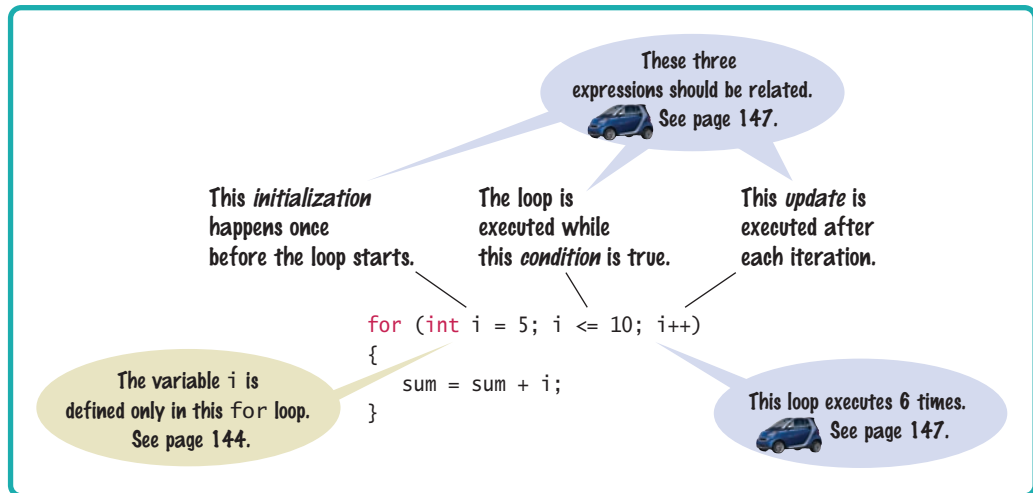 These three
expressions should be related.
See page 147.
This initialization
happens once
before the loop starts.
The loop is
executed while
this condition is true.
This update is
executed after
each iteration.
for (int i = 5; i <= 10; i++)
{
sum = sum + i;
}
The variable i is
defined only in this for loop.
See page 144.
This loop executes 6 times.
See page 147.